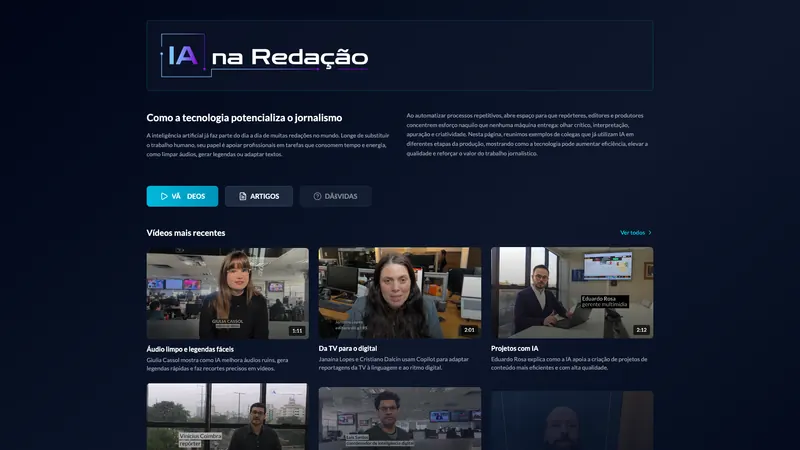 IA na Redação
Como a tecnologia potencializa o jornalismo
A inteligência artificial já faz parte do dia a dia de muitas redações no mundo. Longe de substituir
o trabalho humano, seu papel é apoiar profissionais em tarefas que consomem tempo e energia,
como limpar áudios, gerar legendas ou adaptar textos.
Ao automatizar processos repetitivos, abre espaço para que repórteres, editores e produtores
concentrem esforço naquilo que nenhuma máquina entrega: olhar crítico, interpretação,
apuração e criatividade. Nesta página, reunimos exemplos de colegas que já utilizam IA em
diferentes etapas da produção, mostrando como a tecnologia pode aumentar eficiência, elevar a
qualidade e reforçar o valor do trabalho jornalístico.
VÃ DEOS
ARTIGOS
DÃEVIDAS
Vídeos mais recentes
Ver todos
GIULIA CASSOL
1:11
2:01
Eduardo Rosa
gerente multimídia
2:12
Áudio limpo e legendas fáceis
Giulia Cassol mostra como IA melhora áudios ruins, gera
legendas rápidas e faz recortes precisos em vídeos.
Da TV para o digital
Janaina Lopes e Cristiano Dalcin usam Copilot para adaptar
reportagens da TV à linguagem e ao ritmo digital.
Projetos com IA
Eduardo Rosa explica como a IA apoia a criação de projetos de
conteúdo mais eficientes e com alta qualidade.
Vinicius Coimbra
repórter